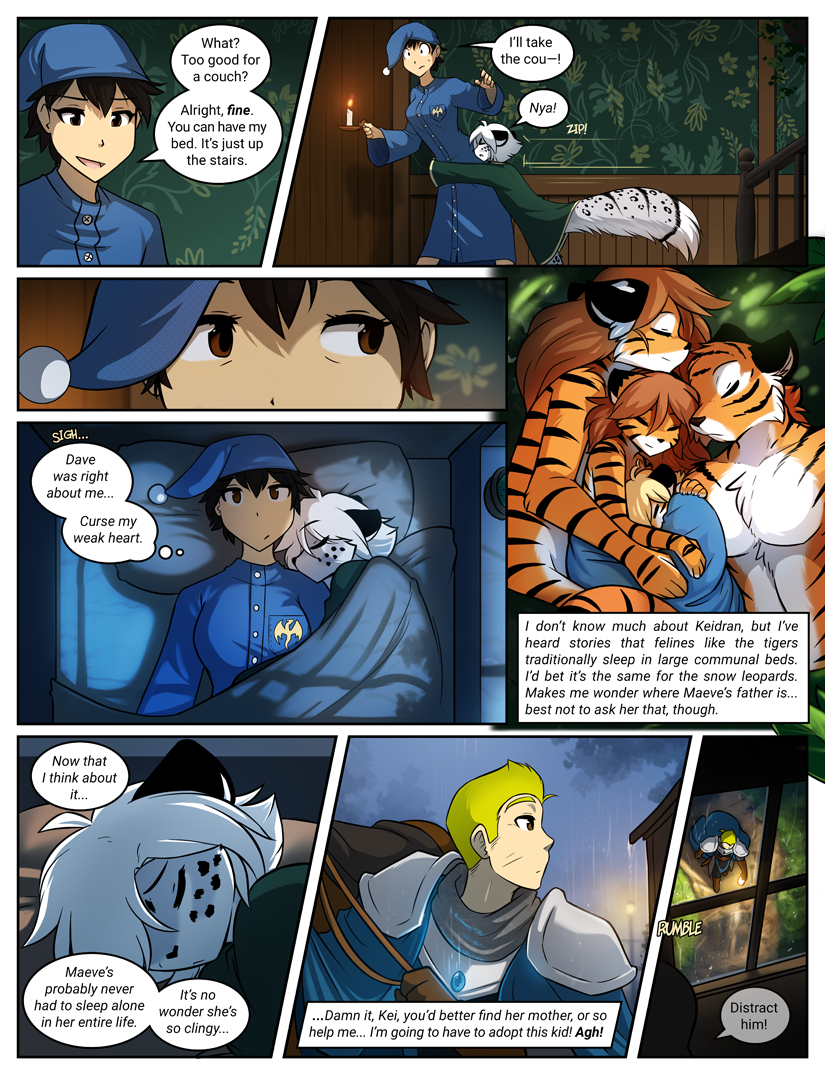 What?
Too good for
a couch?
Alright, fine.
You can have my
bed. It's just up
the stairs.
I'll take
the cou—!
Nya!
ZIP!
SIGH...
Dave
was right
about me...
Curse my
weak heart.
I don't know much about Keidran, but I've
heard stories that felines like the tigers
traditionally sleep in large communal beds.
I'd bet it's the same for the snow leopards.
Makes me wonder where Maeve's father is...
best not to ask her that, though.
Now that
I think about
it...
Maeve's
probably never
had to sleep alone
in her entire life.
It's no
wonder she's
so clingy...
...Damn it, Kei, you'd better find her mother, or so
help me... I'm going to have to adopt this kid! Agh!
RUMBLE
Distract
him!